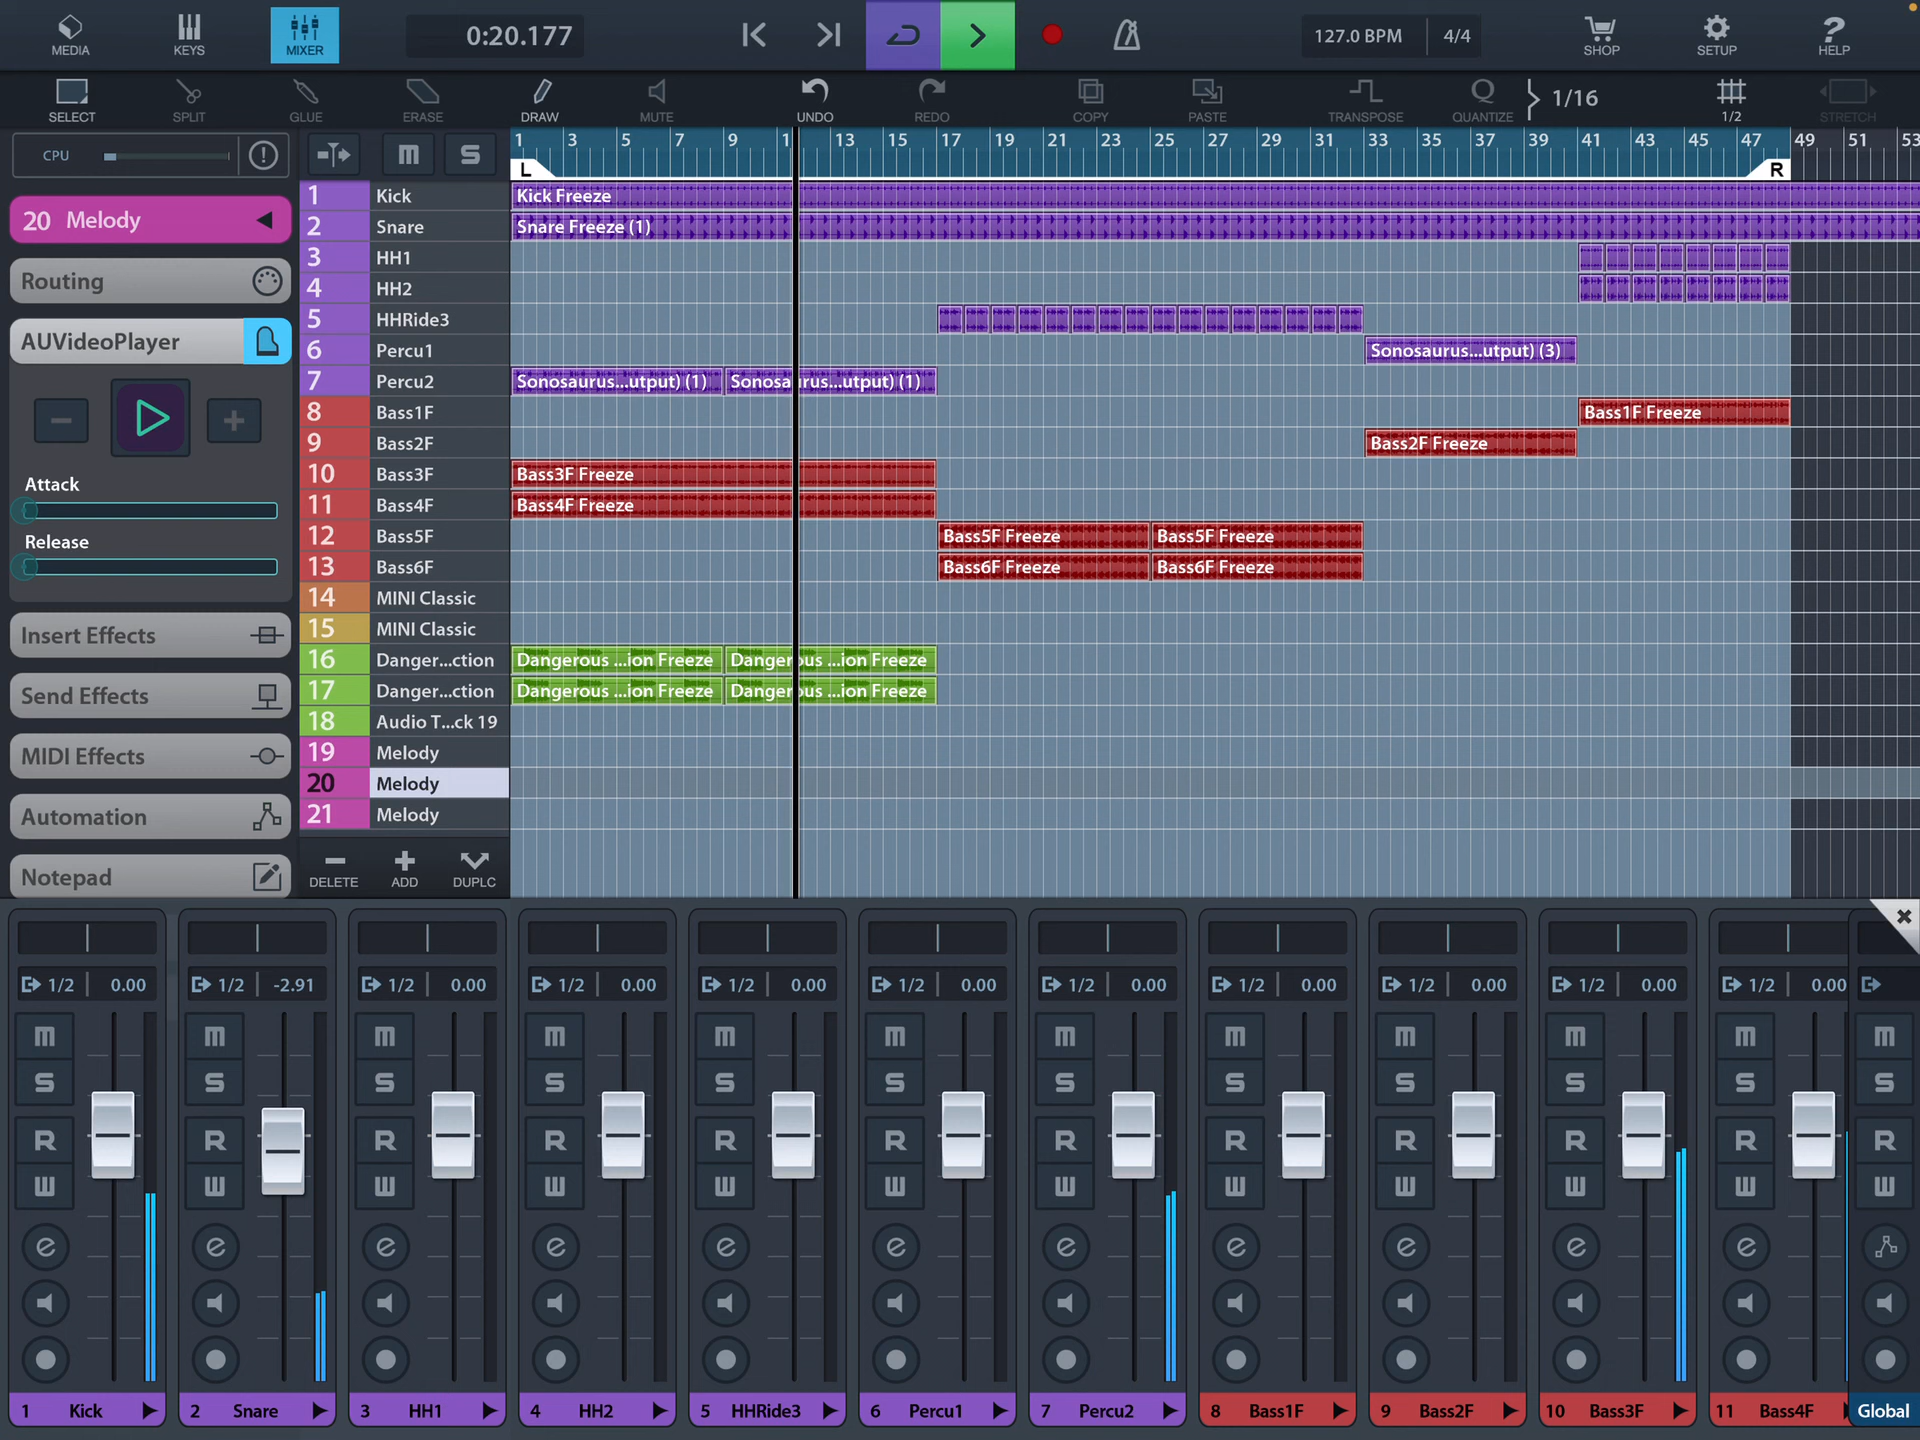 MEDIA KEYS MIXER 0:20.177 127.0 BPM 4/4 SHOP SETUP ? HELP
SELECT SPLIT GLUE ERASE DRAW MUTE UNDO REDO COPY PASTE TRANSPOSE QUANTIZE 1/16 1/2 STRETCH
CPU M S 1 3 5 7 9 13 15 17 19 21 23 25 27 29 31 33 35 37 39 41 43 45 47 49 51 53
L R
20 Melody
Routing
AUVideoPlayer
Attack
Release
Insert Effects
Send Effects
MIDI Effects
Automation
Notepad
1 Kick Kick Freeze
2 Snare Snare Freeze (1)
3 HH1
4 HH2
5 HHRide3
6 Percu1 Sonosaurus...utput) (3)
7 Percu2 Sonosaurus...utput) (1) Sonosaurus...utput) (1)
8 Bass1F Bass1F Freeze
9 Bass2F Bass2F Freeze
10 Bass3F Bass3F Freeze
11 Bass4F Bass4F Freeze
12 Bass5F Bass5F Freeze Bass5F Freeze
13 Bass6F Bass6F Freeze Bass6F Freeze
14 MINI Classic
15 MINI Classic
16 Danger...ction Dangerous ...ion Freeze Dangerous ...ion Freeze
17 Danger...ction Dangerous ...ion Freeze Dangerous ...ion Freeze
18 Audio T...ck 19
19 Melody
20 Melody
21 Melody
DELETE ADD DUPLC
1/2 0.00 1/2 -2.91 1/2 0.00 1/2 0.00 1/2 0.00 1/2 0.00 1/2 0.00 1/2 0.00 1/2 0.00 1/2 0.00 1/2 0.00
M M M M M M M M M M M M
S S S S S S S S S S S S
R R R R R R R R R R R R
W W W W W W W W W W W W
e e e e e e e e e e e
1 Kick 2 Snare 3 HH1 4 HH2 5 HHRide3 6 Percu1 7 Percu2 8 Bass1F 9 Bass2F 10 Bass3F 11 Bass4F Global